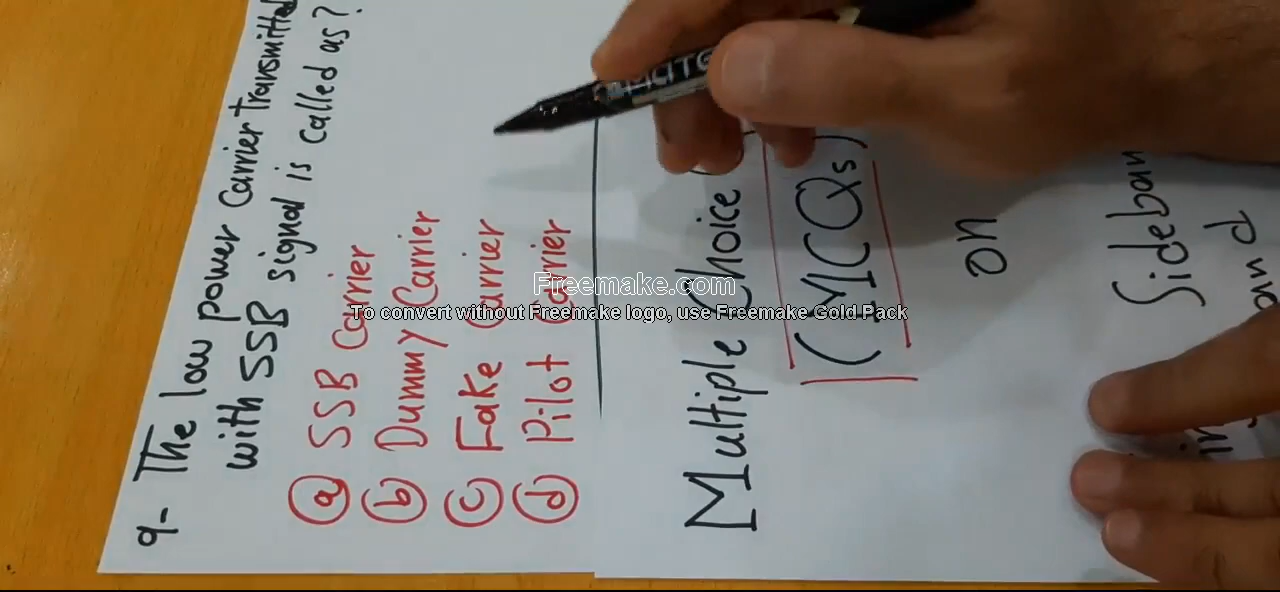 9- The low power carrier transmitted
with SSB signal is called as?
(a) SSB Carrier
(b) Dummy Carrier
(c) Fake Carrier
(d) Pilot Carrier
Multiple Choice
(MCQs)
on
Freemake.com
To convert without Freemake logo, use Freemake Gold Pack